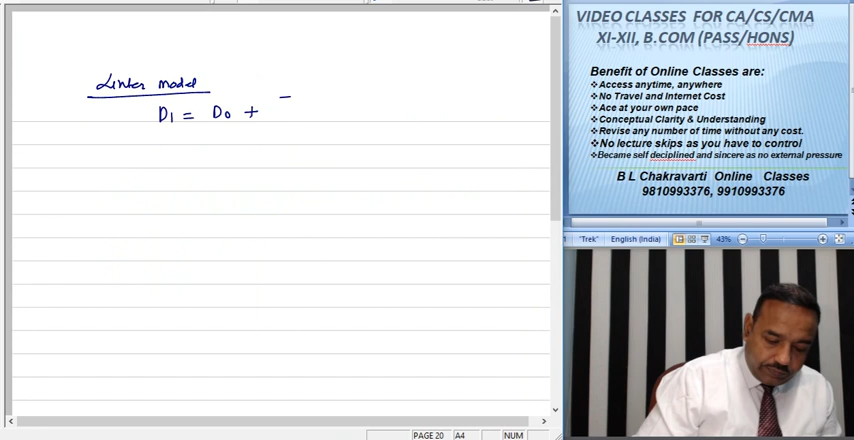 Linter model
D1 = D0 +
PAGE 20 A4 NUM
VIDEO CLASSES FOR CA/CS/CMA
XI-XII, B.COM (PASS/HONS)
Benefit of Online Classes are:
❖Access anytime, anywhere
❖No Travel and Internet Cost
❖Ace at your own pace
❖Conceptual Clarity & Understanding
❖Revise any number of time without any cost.
❖No lecture skips as you have to control
❖Became self deciplined and sincere as no external pressure
B L Chakravarti Online Classes
9810993376, 9910993376
"Trek" English (India) 43%